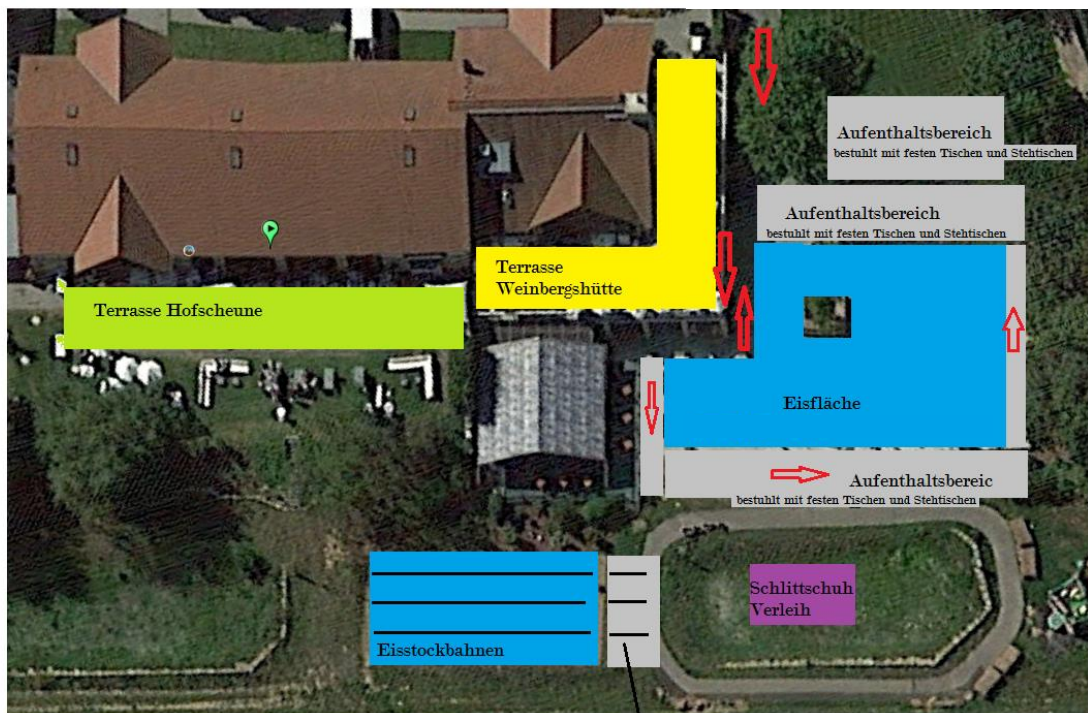 Aufenthaltsbereich
bestuhlt mit festen Tischen und Stehtischen
Aufenthaltsbereich
bestuhlt mit festen Tischen und Stehtischen
Terrasse
Weinbergshütte
Terrasse Hofscheune
Eisfläche
Aufenthaltsbereic
bestuhlt mit festen Tischen und Stehtischen
Schlittschuh
Verleih
Eisstockbahnen